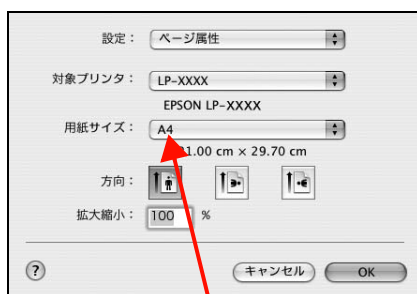 設定： ページ属性
対象プリンタ： LP-XXXX
EPSON LP-XXXX
用紙サイズ： A4
1.00 cm × 29.70 cm
方向：
拡大縮小： 100 %
? キャンセル OK